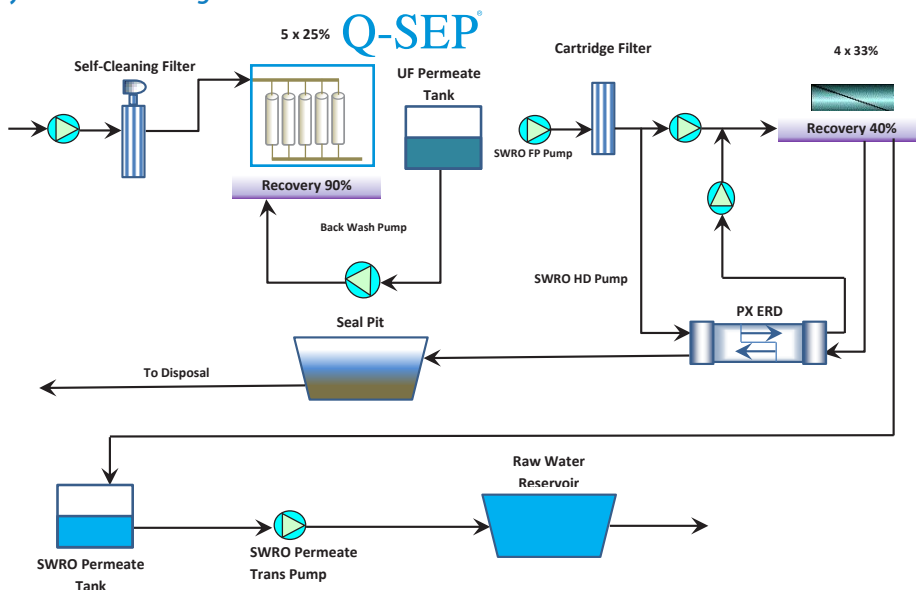 5 x 25%
Q-SEP®
Cartridge Filter
4 x 33%
Self-Cleaning Filter
UF Permeate
Tank
SWRO FP Pump
Recovery 40%
Recovery 90%
Back Wash Pump
SWRO HD Pump
PX ERD
Seal Pit
To Disposal
Raw Water
Reservoir
SWRO Permeate
Tank
SWRO Permeate
Trans Pump